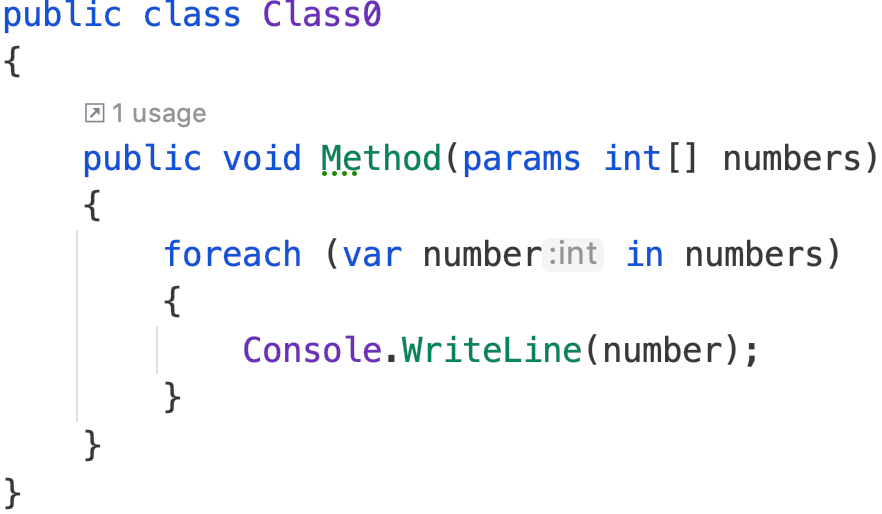 public class Class0
{
1 usage
public void Method(params int[] numbers)
{
foreach (var number :int in numbers)
{
Console.WriteLine(number);
}
}
}